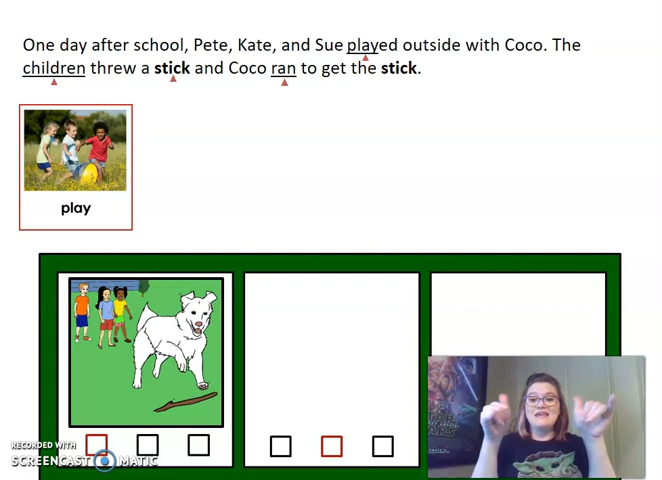 One day after school, Pete, Kate, and Sue played outside with Coco. The
children threw a stick and Coco ran to get the stick.
play
RECORDED WITH
SCREENCAST MATIC